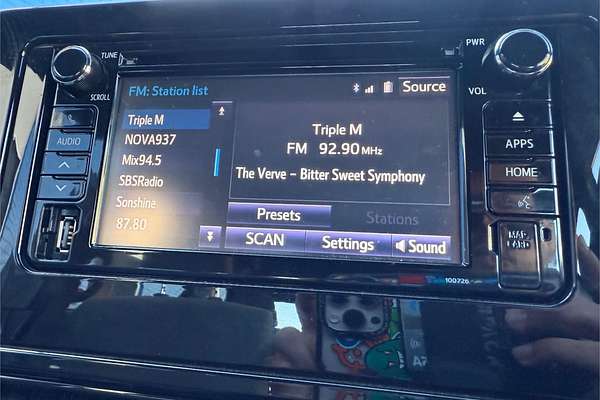 TUNE
SCROLL
AUDIO
FM: Station list
Source
Triple M
NOVA937
Mix94.5
SBSRadio
Sonshine
87.80
Triple M
FM 92.90 MHz
The Verve – Bitter Sweet Symphony
Presets
Stations
SCAN
Settings
Sound
PWR
VOL
APPS
HOME
MAP
CARD
100726